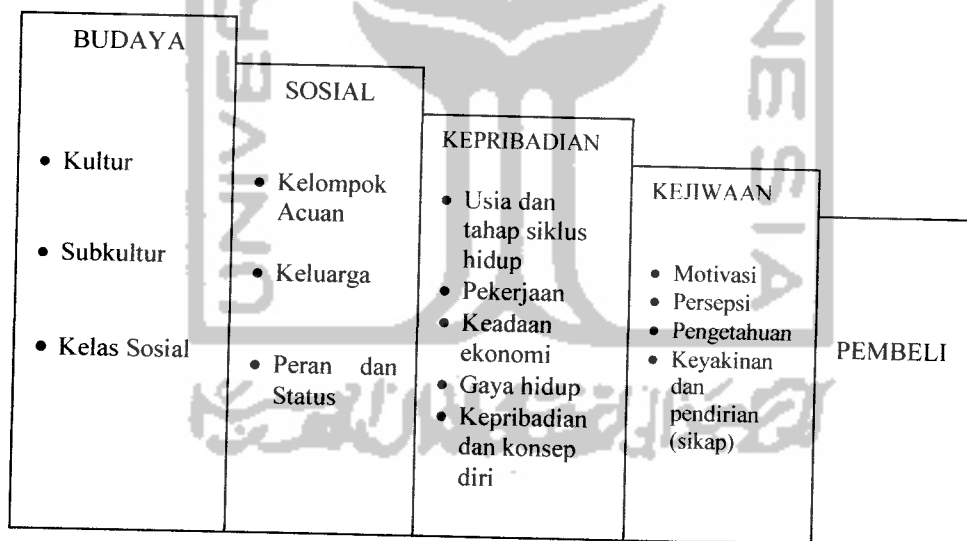 BUDAYA
• Kultur
• Subkultur
• Kelas Sosial
SOSIAL
• Kelompok
Acuan
• Keluarga
• Peran dan
Status
KEPRIBADIAN
• Usia dan
tahap siklus
hidup
• Pekerjaan
• Keadaan
ekonomi
• Gaya hidup
• Kepribadian
dan konsep
diri
KEJIWAAN
• Motivasi
• Persepsi
• Pengetahuan
• Keyakinan
dan
pendirian
(sikap)
PEMBELI